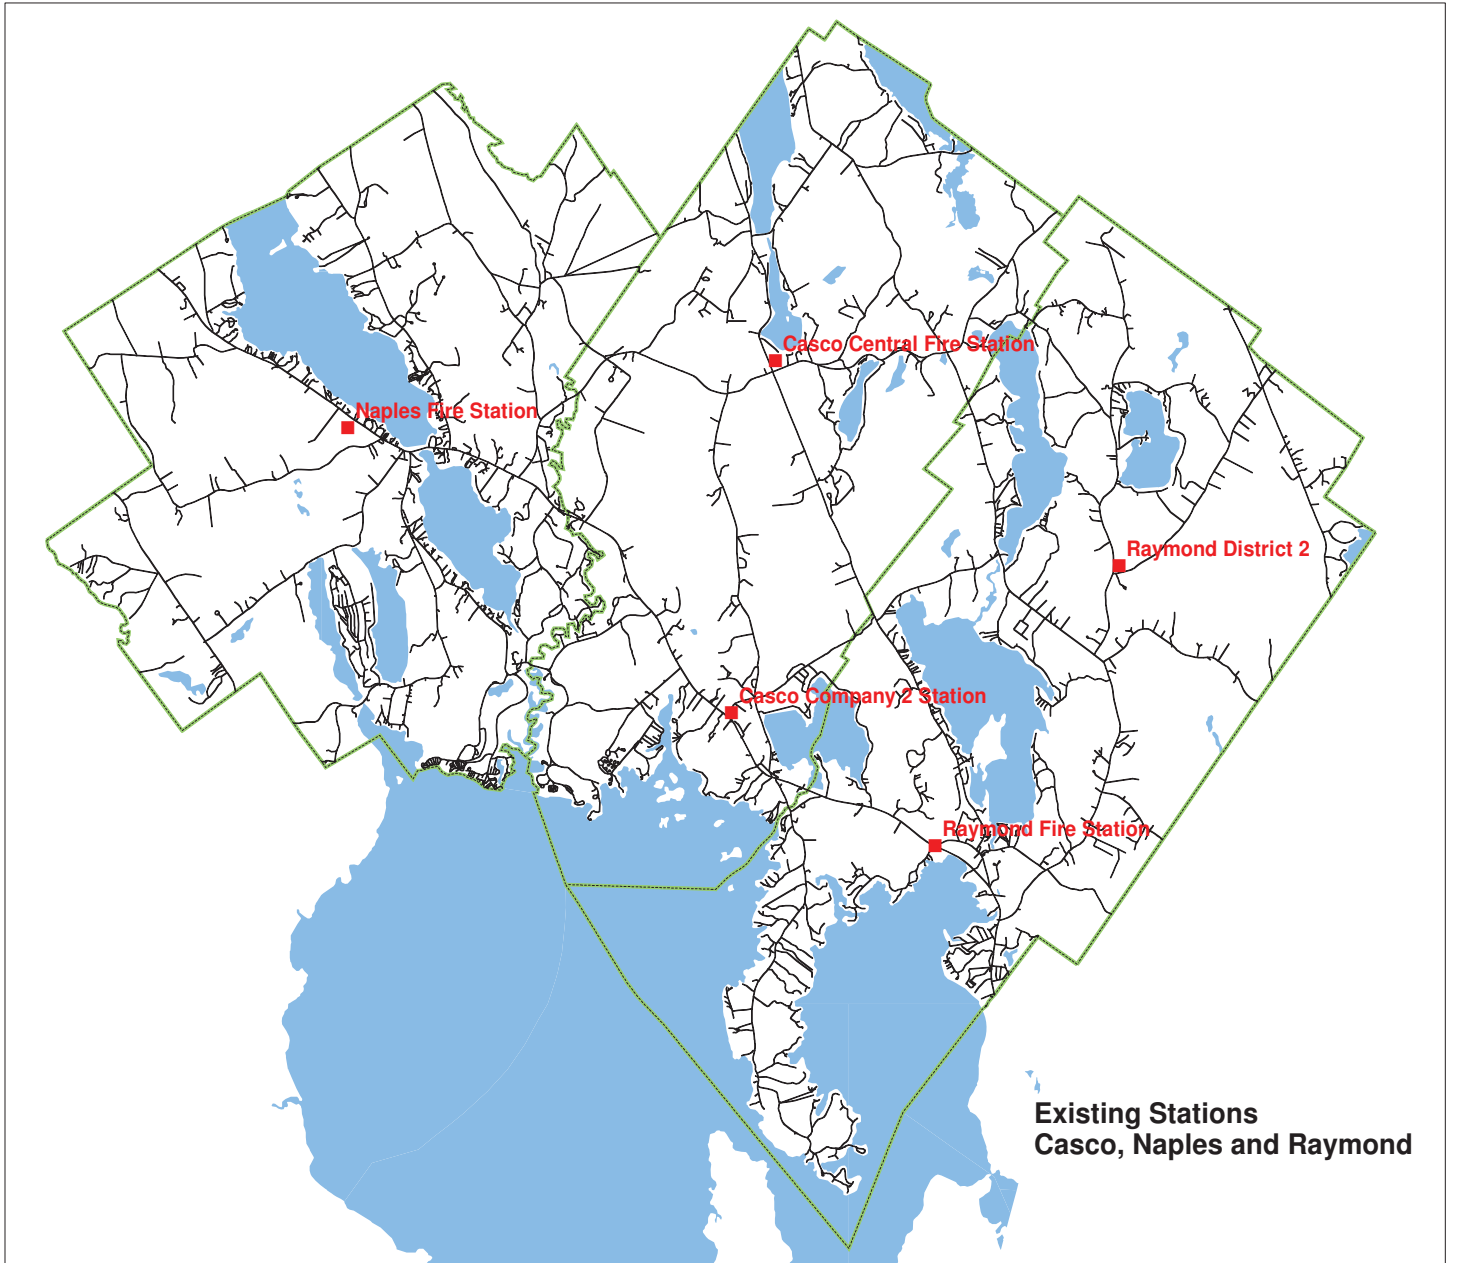 Casco Central Fire Station
Naples Fire Station
Raymond District 2
Casco Company 2 Station
Raymond Fire Station
Existing Stations
Casco, Naples and Raymond